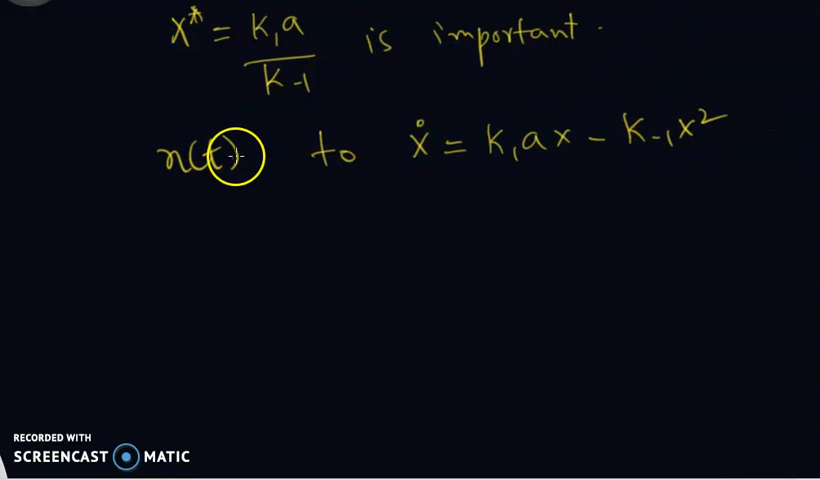 x* = k₁a / k-1 is important.
n(t) to ẋ = k₁ax - k-₁x²
RECORDED WITH
SCREENCAST MATIC